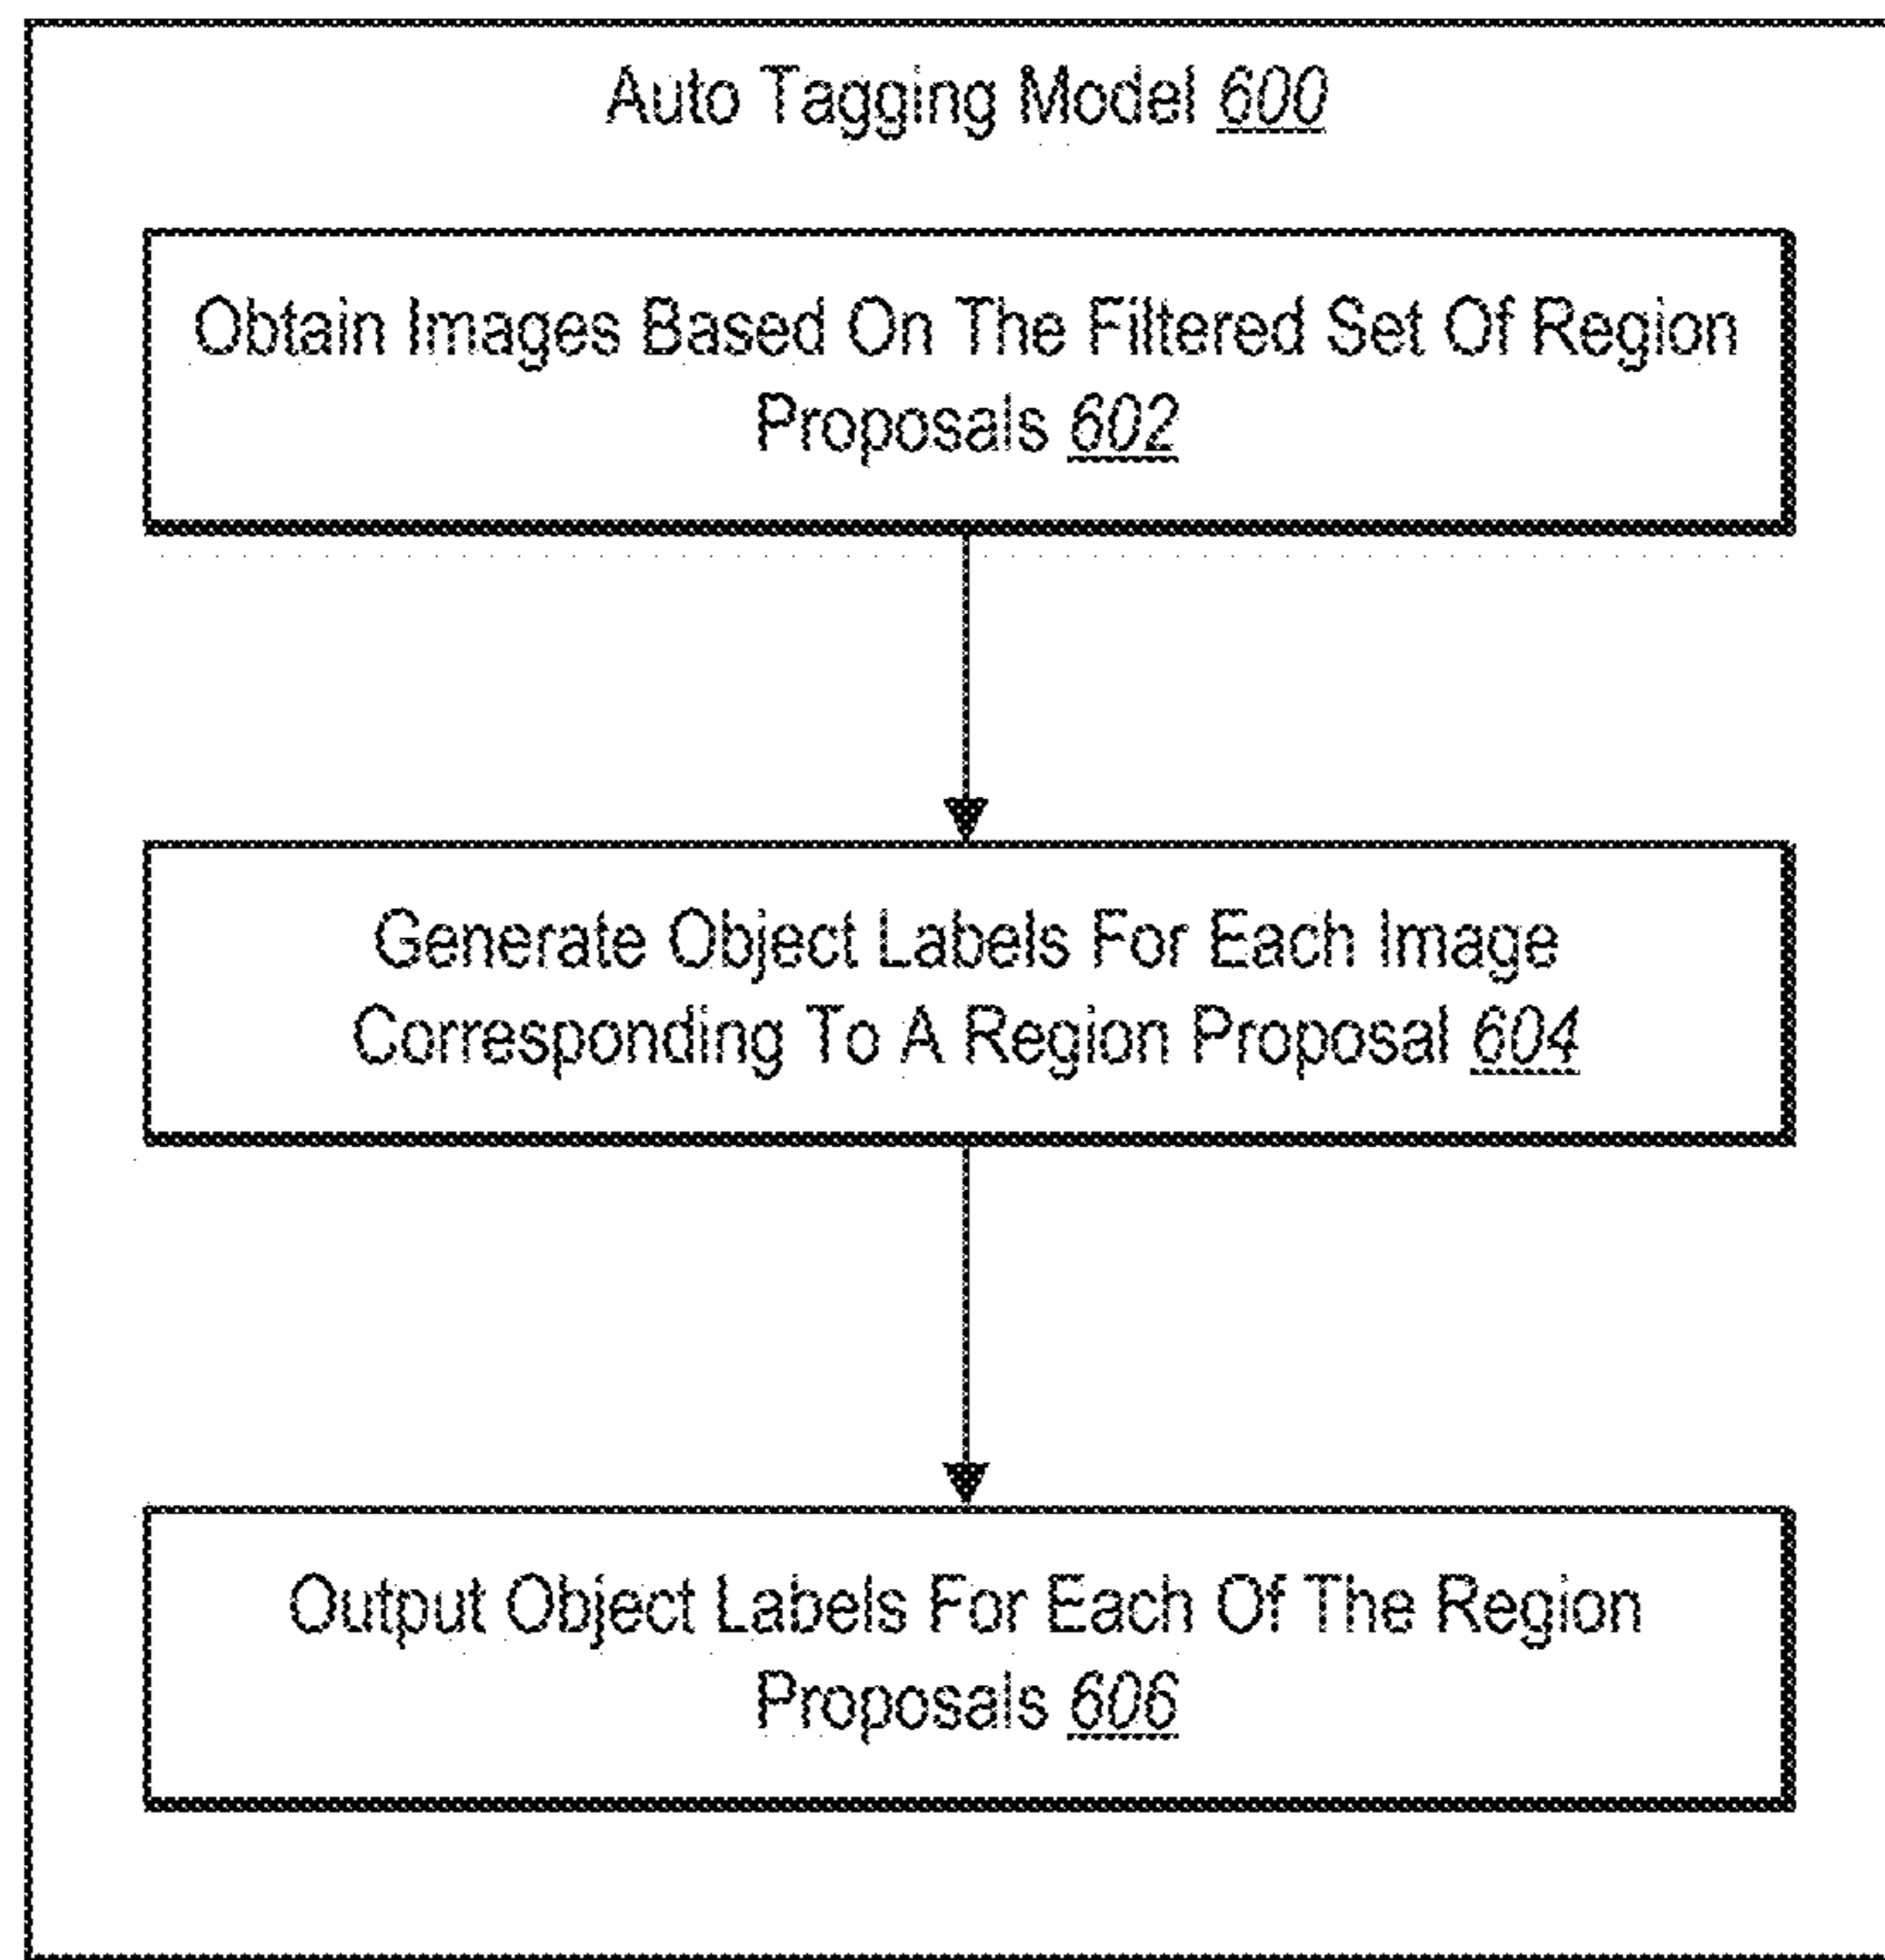 Auto Tagging Model 600
Obtain Images Based On The Filtered Set Of Region
Proposals 602
Generate Object Labels For Each Image
Corresponding To A Region Proposal 604
Output Object Labels For Each Of The Region
Proposals 606